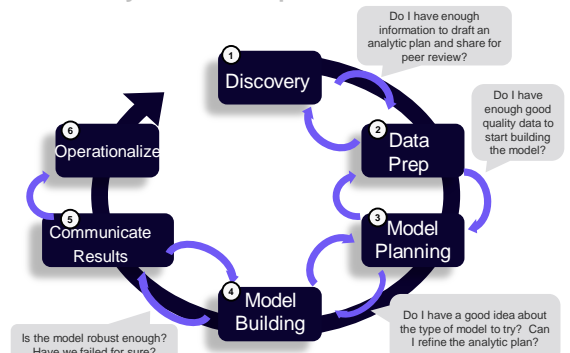 Do I have enough
information to draft an
analytic plan and share for
peer review?
1
Discovery
Do I have
enough good
quality data to
start building
the model?
2
Data
Prep
6
Operationalize
3
Model
Planning
5
Communicate
Results
4
Model
Building
Do I have a good idea about
the type of model to try? Can
I refine the analytic plan?
Is the model robust enough?
Have we failed for sure?